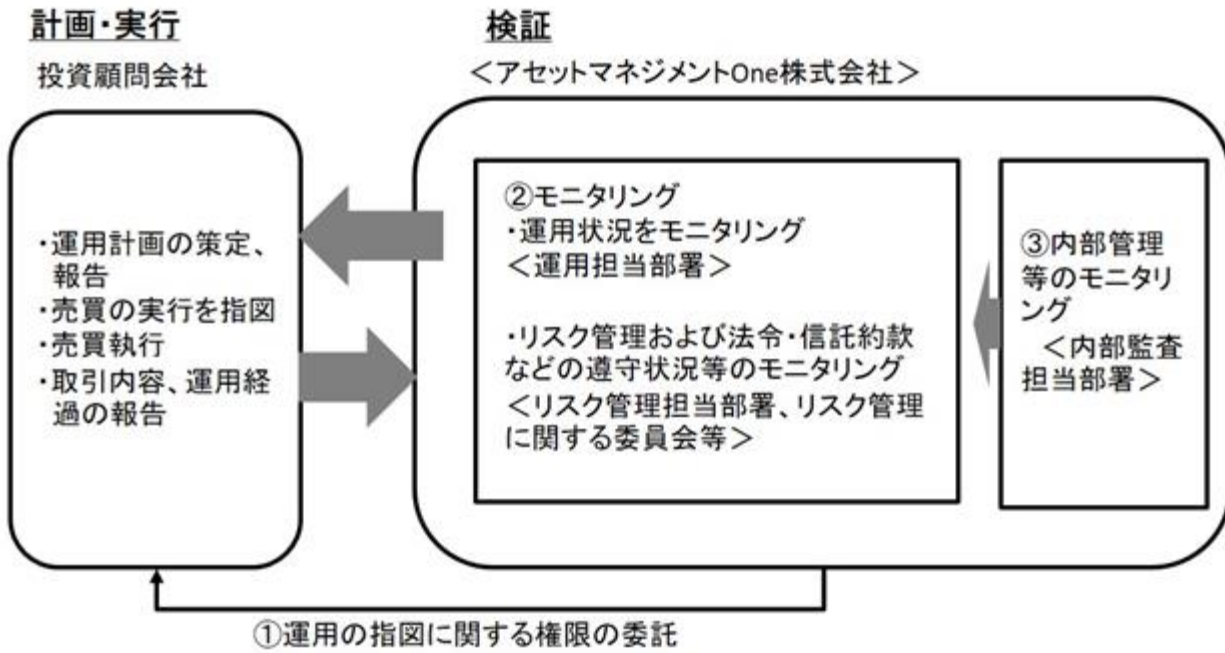 計画・実行
投資顧問会社
・運用計画の策定、
報告
・売買の実行を指図
・売買執行
・取引内容、運用経
過の報告
検証
＜アセットマネジメントOne株式会社＞
②モニタリング
・運用状況をモニタリング
＜運用担当部署＞
・リスク管理および法令・信託約款
などの遵守状況等のモニタリング
＜リスク管理担当部署、リスク管理
に関する委員会等＞
③内部管理
等のモニタリ
ング
＜内部監査
担当部署＞
①運用の指図に関する権限の委託